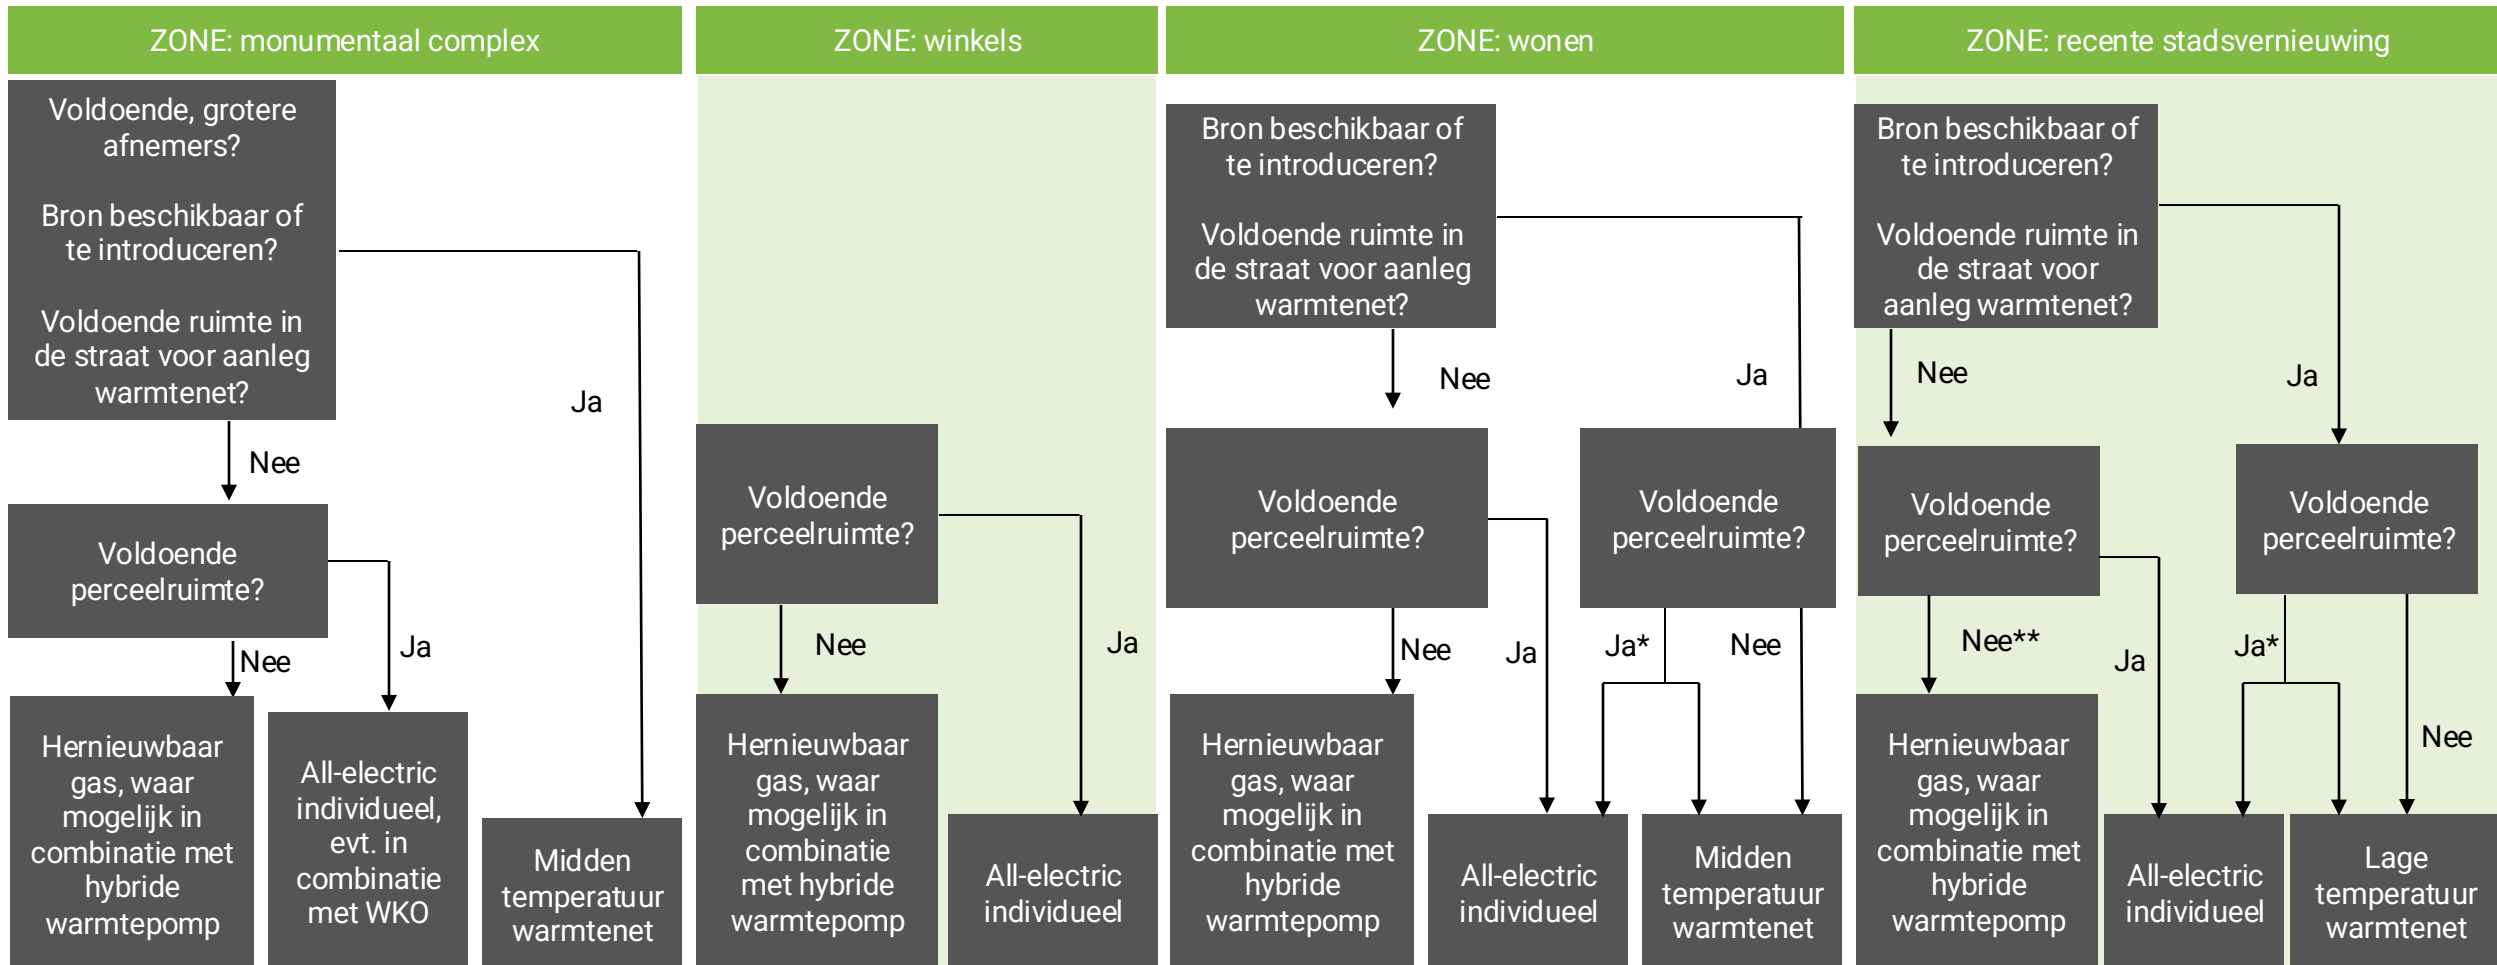 ZONE: monumentaal complex
Voldoende, grotere
afnemers?
Bron beschikbaar of
te introduceren?
Voldoende ruimte in
de straat voor aanleg
warmtenet?
Ja
Nee
Voldoende
perceelruimte?
Nee
Ja
Hernieuwbaar
gas, waar
mogelijk in
combinatie met
hybride
warmtepomp
All-electric
individueel,
evt. in
combinatie
met WKO
Midden
temperatuur
warmtenet
ZONE: winkels
Voldoende
perceelruimte?
Nee
Ja
Hernieuwbaar
gas, waar
mogelijk in
combinatie
met hybride
warmtepomp
All-electric
individueel
ZONE: wonen
Bron beschikbaar of
te introduceren?
Voldoende ruimte in
de straat voor aanleg
warmtenet?
Nee
Ja
Voldoende
perceelruimte?
Voldoende
perceelruimte?
Nee
Ja
Ja*
Nee
Hernieuwbaar
gas, waar
mogelijk in
combinatie met
hybride
warmtepomp
All-electric
individueel
Midden
temperatuur
warmtenet
ZONE: recente stadsvernieuwing
Bron beschikbaar of
te introduceren?
Voldoende ruimte in
de straat voor
aanleg warmtenet?
Nee
Ja
Voldoende
perceelruimte?
Voldoende
perceelruimte?
Nee**
Ja
Ja*
Nee
Hernieuwbaar
gas, waar
mogelijk in
combinatie met
hybride
warmtepomp
All-electric
individueel
Lage
temperatuur
warmtenet